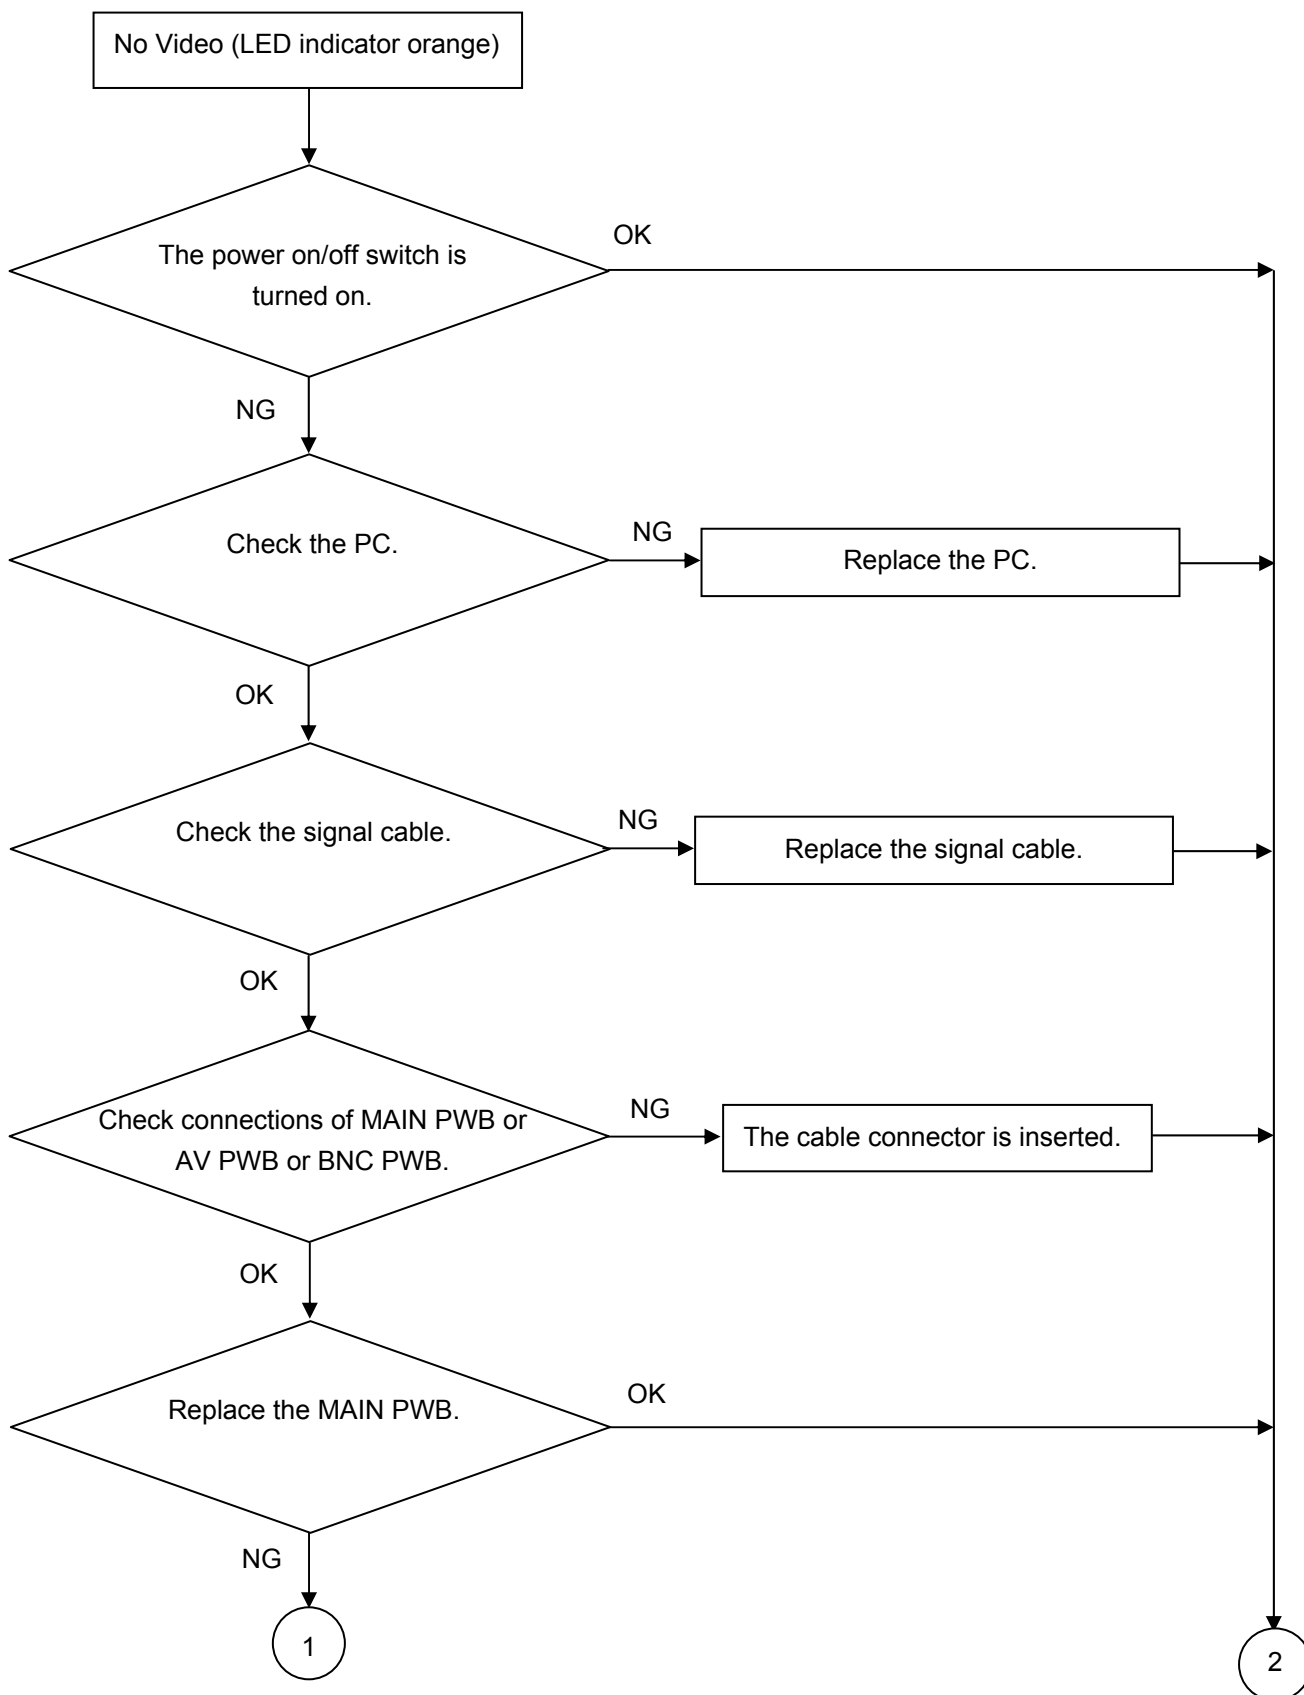 No Video (LED indicator orange)
OK
The power on/off switch is
turned on.
NG
Check the PC.
NG
Replace the PC.
OK
Check the signal cable.
NG
Replace the signal cable.
OK
Check connections of MAIN PWB or
AV PWB or BNC PWB.
NG
The cable connector is inserted.
OK
Replace the MAIN PWB.
OK
NG
1
2